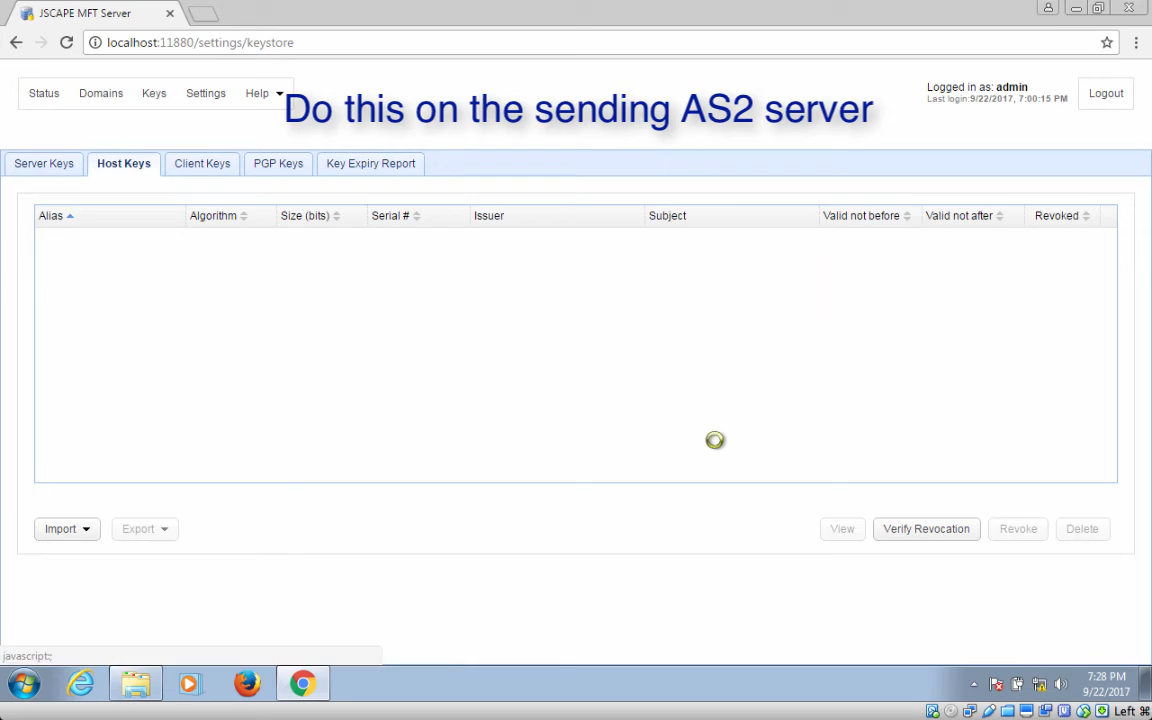 JSCAPE MFT Server
localhost:11880/settings/keystore
Status Domains Keys Settings Help
Do this on the sending AS2 server
Logged in as: admin
Last login:9/22/2017, 7:00:15 PM
Logout
Server Keys Host Keys Client Keys PGP Keys Key Expiry Report
Alias Algorithm Size (bits) Serial # Issuer Subject Valid not before Valid not after Revoked
Import Export View Verify Revocation Revoke Delete
javascript:;
7:28 PM
9/22/2017
Left ⌘